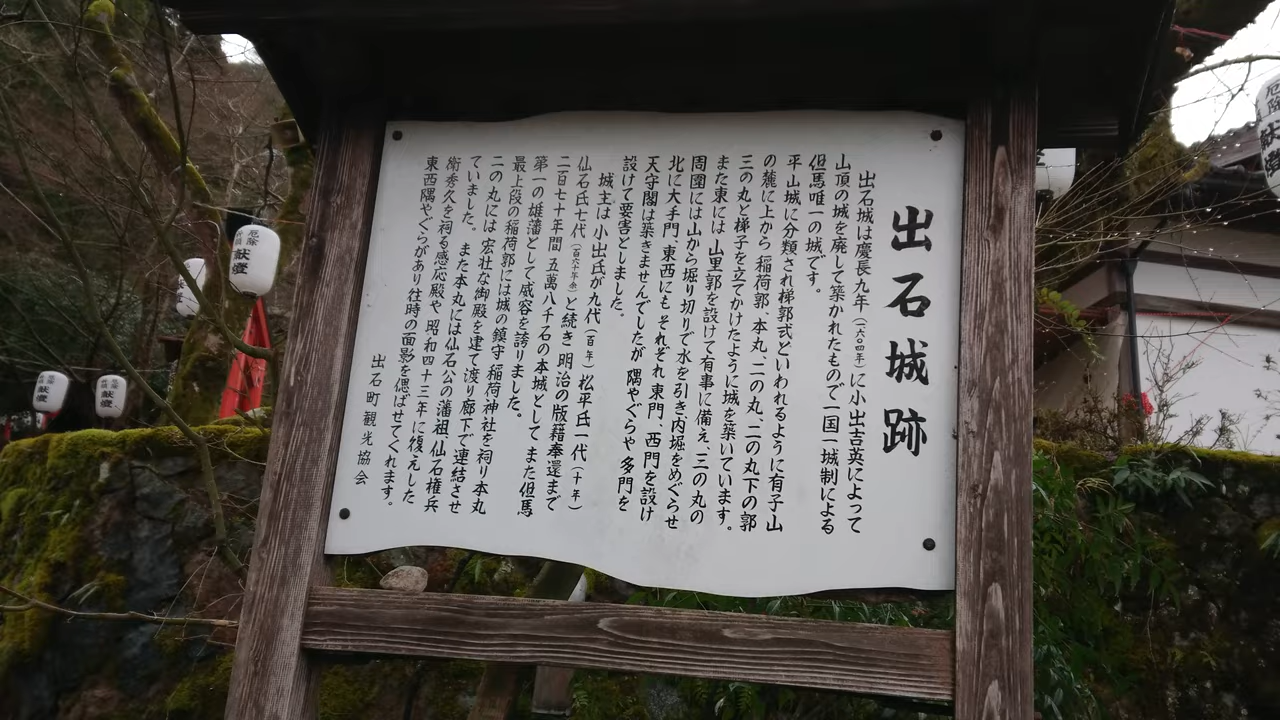 出石城跡
出石城は慶長九年(一六〇四年)に小出吉英によって
山頂の城を廃して築かれたもので一国一城制による
但馬唯一の城です。
平山城に分類され梯郭式といわれるように有子山
の麓に上から稲荷郭、本丸、二の丸、二の丸下の郭
三の丸と梯子を立てかけたように城を築いています。
また東には山里郭を設けて有事に備え、三の丸の
周囲には山から堀り切りで水を引き内堀をめぐらせ
北に大手門、東西にもそれぞれ東門、西門を設け
天守閣は築きませんでしたが隅やぐらや多門を
設けて要害としました。
城主は小出氏が九代(百年)松平氏一代(十年)
仙石氏七代(百六十年余)と続き明治の版籍奉還まで
二百七十年間五萬八千石の本城としてまた但馬
第一の雄藩として威容を誇りました。
最上段の稲荷郭には城の鎮守稲荷神社を祠り本丸
二の丸には宏壮な御殿を建て渡り廊下で連結させ
ていました。また本丸には仙石公の藩祖仙石権兵
衛秀久を祠る感応殿や昭和四十三年に復元した
東西隅やぐらがあり往時の面影を偲ばせてくれます。
出石町観光協会
厄除
祈願
献燈
献燈
厄除
献燈
厄除
献燈
厄除
献燈